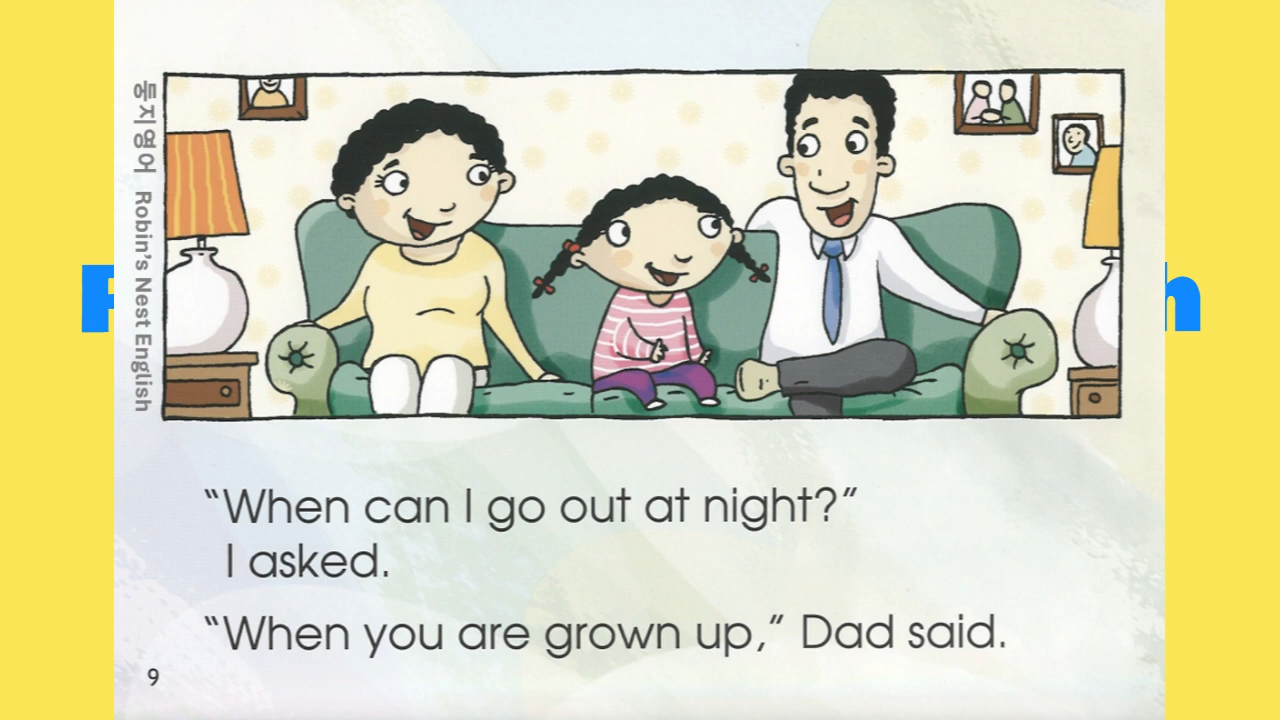 둥지영어 Robin's Nest English
“When can I go out at night?”
I asked.
“When you are grown up,” Dad said.
9